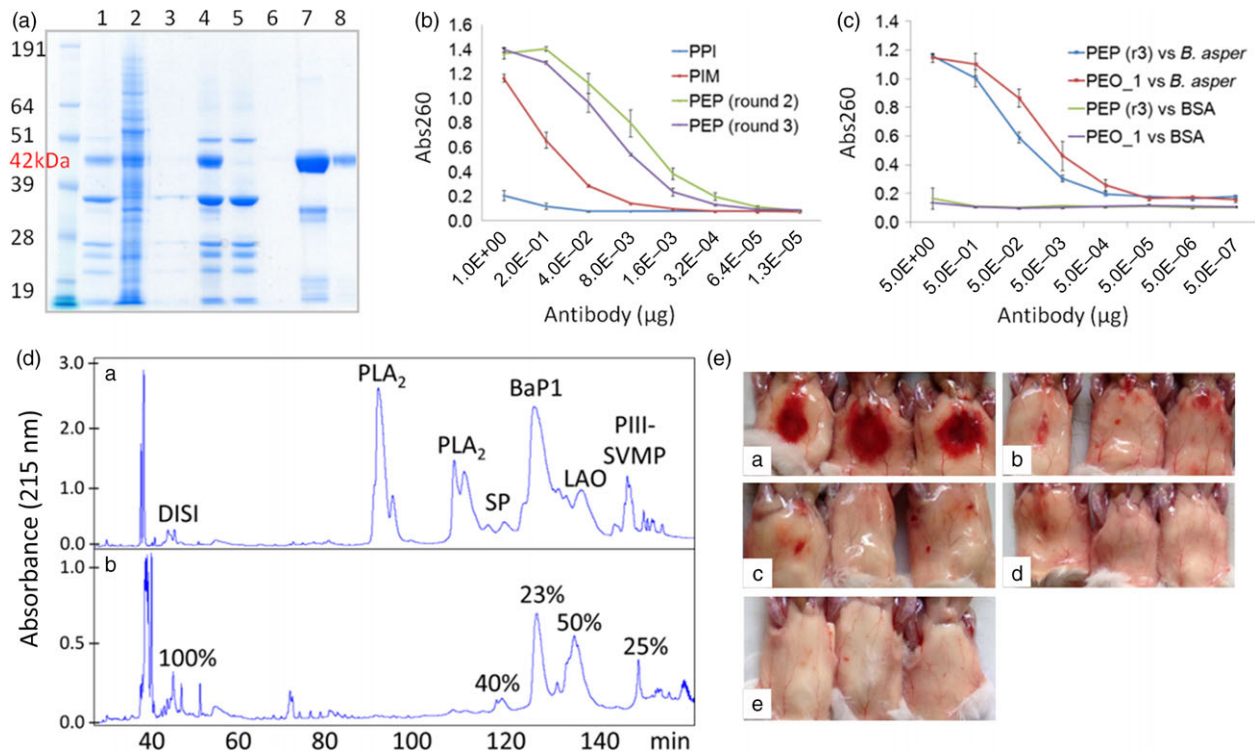 (a) 1 2 3 4 5 6 7 8
191
64
51
42kDa
39
28
19
(b)
1.6
1.4
1.2
1.0
0.8
0.6
0.4
0.2
0.0
Abs260
PPI
PIM
PEP (round 2)
PEP (round 3)
1.0E+00 2.0E-01 4.0E-02 8.0E-03 1.6E-03 3.2E-04 6.4E-05 1.3E-05
Antibody (µg)
(c)
1.4
1.2
1.0
0.8
0.6
0.4
0.2
0.0
Abs260
PEP (r3) vs B. asper
PEO_1 vs B. asper
PEP (r3) vs BSA
PEO_1 vs BSA
5.0E+00 5.0E-01 5.0E-02 5.0E-03 5.0E-04 5.0E-05 5.0E-06 5.0E-07
Antibody (µg)
(d)
Absorbance (215 nm)
a
3.0
2.0
1.0
0.0
DISI
PLA2
PLA2
SP
BaP1
LAO
PIII-
SVMP
b
1.0
0.5
0.0
100%
40%
23%
50%
25%
40 60 80 100 120 140 min
(e)
a
b
c
d
e